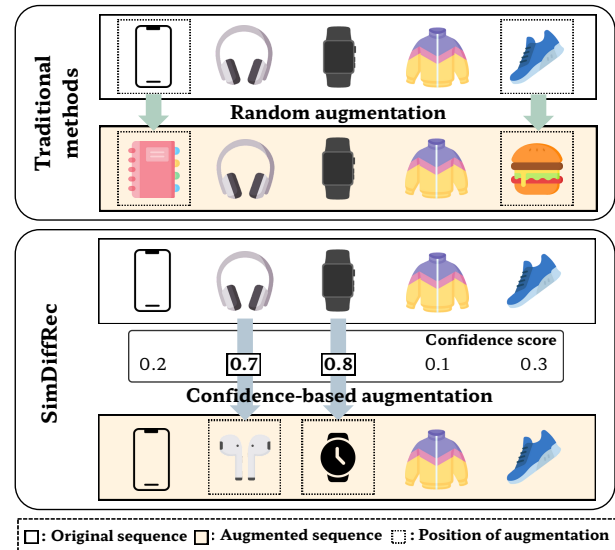 Traditional
methods
Random augmentation
SimDiffRec
Confidence score
0.2 0.7 0.8 0.1 0.3
Confidence-based augmentation
: Original sequence : Augmented sequence : Position of augmentation